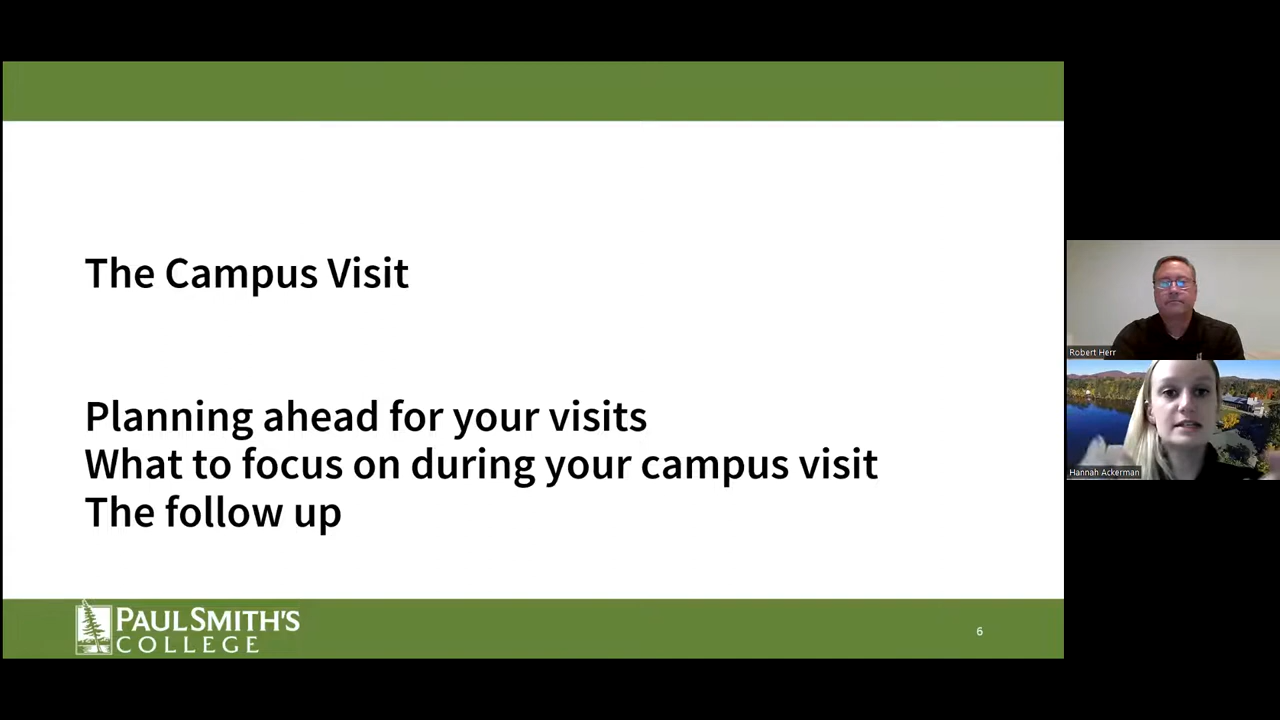 The Campus Visit
Planning ahead for your visits
What to focus on during your campus visit
The follow up
PAUL SMITH'S
COLLEGE
6
Robert Herr
Hannah Ackerman